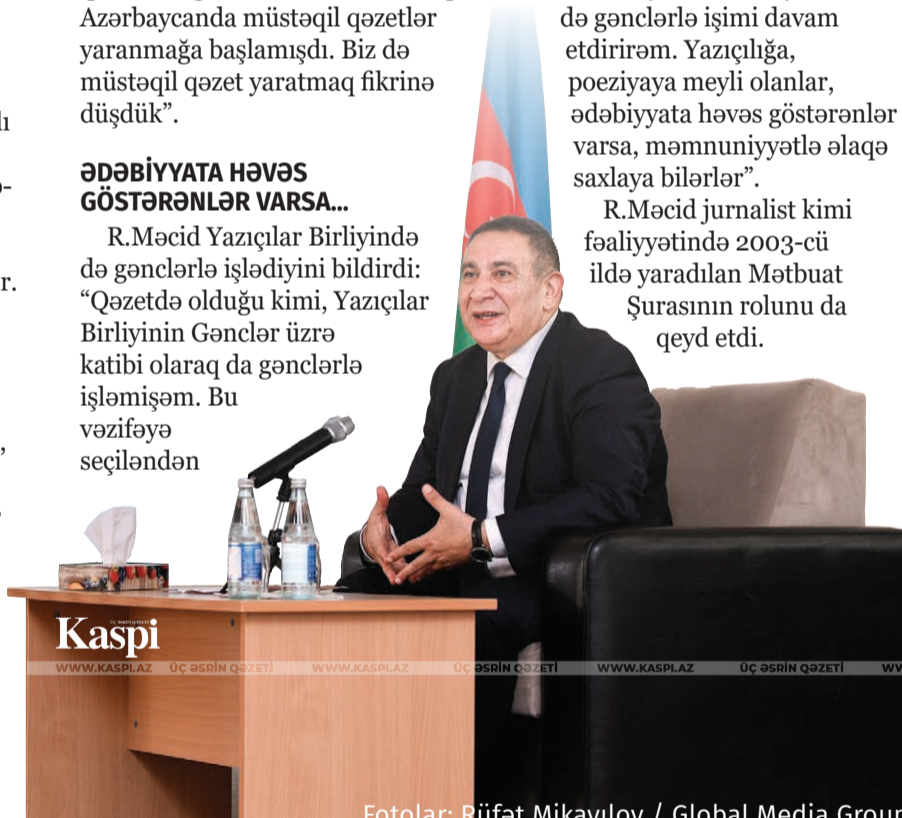 Azərbaycanda müstəqil qəzetlər
yaranmağa başlamışdı. Biz də
müstəqil qəzet yaratmaq fikrinə
düşdük”.
ƏDƏBİYYATA HƏVƏS
GÖSTƏRƏNLƏR VARSA...
R.Məcid Yazıçılar Birliyində
də gənclərlə işlədiyini bildirdi:
“Qəzetdə olduğu kimi, Yazıçılar
Birliyinin Gənclər üzrə
katibi olaraq da gənclərlə
işləmişəm. Bu
vəzifəyə
seçiləndən
də gənclərlə işimi davam
etdirirəm. Yazıçılığa,
poeziyaya meyli olanlar,
ədəbiyyata həvəs göstərənlər
varsa, məmnuniyyətlə əlaqə
saxlaya bilərlər”.
R.Məcid jurnalist kimi
fəaliyyətində 2003-cü
ildə yaradılan Mətbuat
Şurasının rolunu da
qeyd etdi.
Kaspi
WWW.KASPI.AZ ÜÇ ƏSRİN QƏZETİ WWW.KASPI.AZ ÜÇ ƏSRİN QƏZETİ WWW.KASPI.AZ ÜÇ ƏSRİN QƏZETİ
Fotolar: Rüfət Mikayılov / Global Media Group